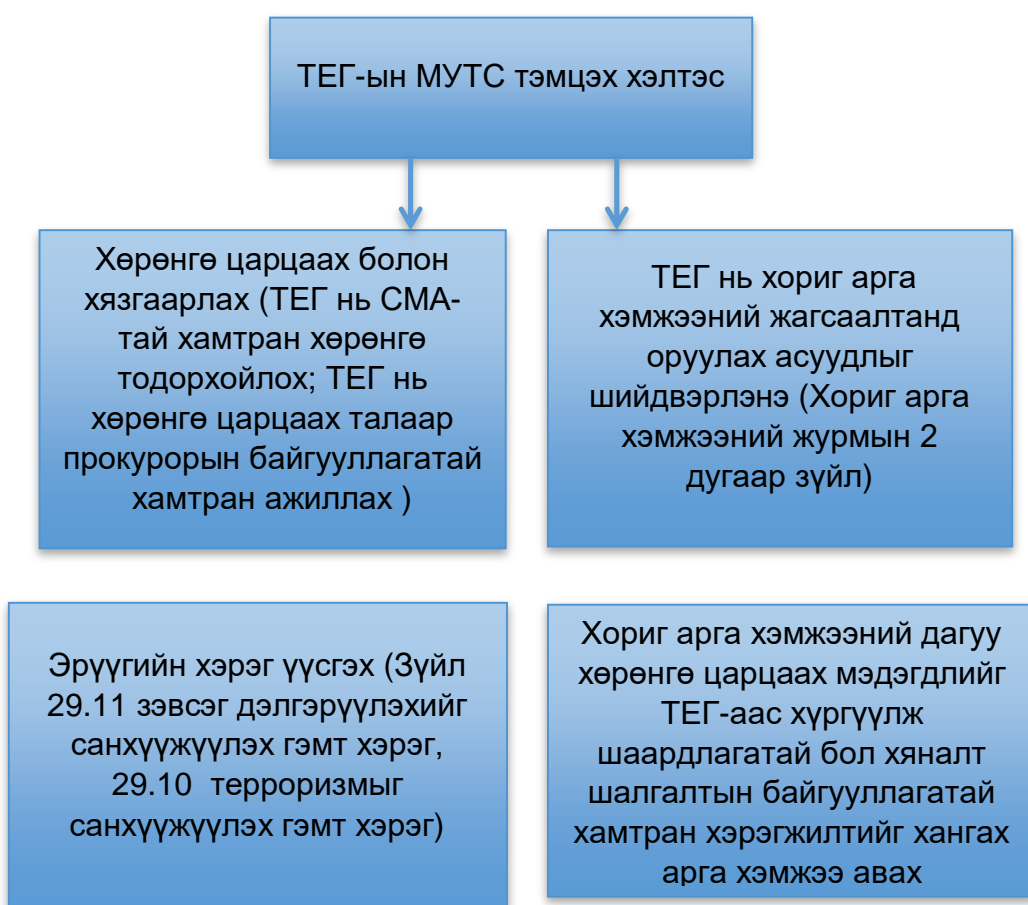 ТЕГ-ын МУТС тэмцэх хэлтэс
Хөрөнгө царцаах болон
хязгаарлах (ТЕГ нь СМА-
тай хамтран хөрөнгө
тодорхойлох; ТЕГ нь
хөрөнгө царцаах талаар
прокурорын байгууллагатай
хамтран ажиллах )
ТЕГ нь хориг арга
хэмжээний жагсаалтанд
оруулах асуудлыг
шийдвэрлэнэ (Хориг арга
хэмжээний журмын 2
дугаар зүйл)
Эрүүгийн хэрэг үүсгэх (Зүйл
29.11 зэвсэг дэлгэрүүлэхийг
санхүүжүүлэх гэмт хэрэг,
29.10 терроризмыг
санхүүжүүлэх гэмт хэрэг)
Хориг арга хэмжээний дагуу
хөрөнгө царцаах мэдэгдлийг
ТЕГ-аас хүргүүлж
шаардлагатай бол хяналт
шалгалтын байгууллагатай
хамтран хэрэгжилтийг хангах
арга хэмжээ авах